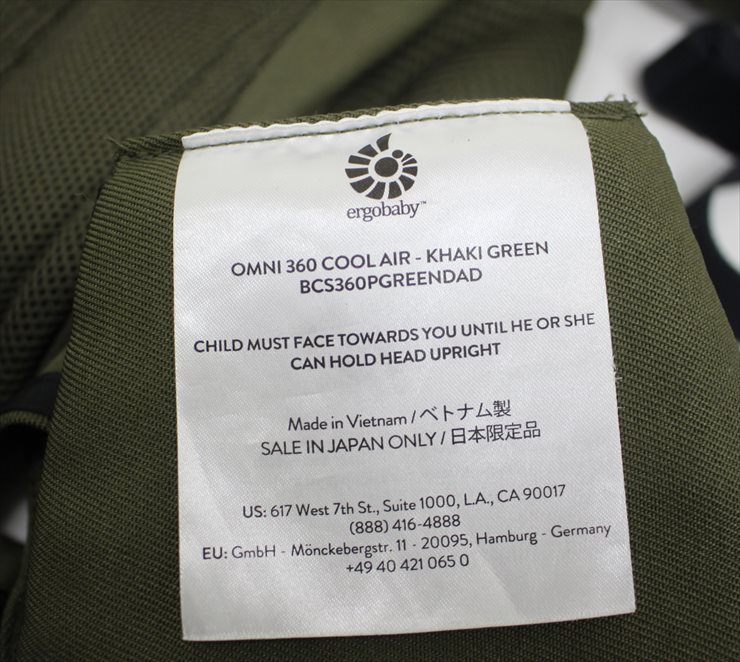 ergobaby™
OMNI 360 COOL AIR - KHAKI GREEN
BCS360PGREENDAD
CHILD MUST FACE TOWARDS YOU UNTIL HE OR SHE
CAN HOLD HEAD UPRIGHT
Made in Vietnam / ベトナム製
SALE IN JAPAN ONLY / 日本限定品
US: 617 West 7th St., Suite 1000, L.A., CA 90017
(888) 416-4888
EU: GmbH - Mönckebergstr. 11 - 20095, Hamburg - Germany
+49 40 421 065 0